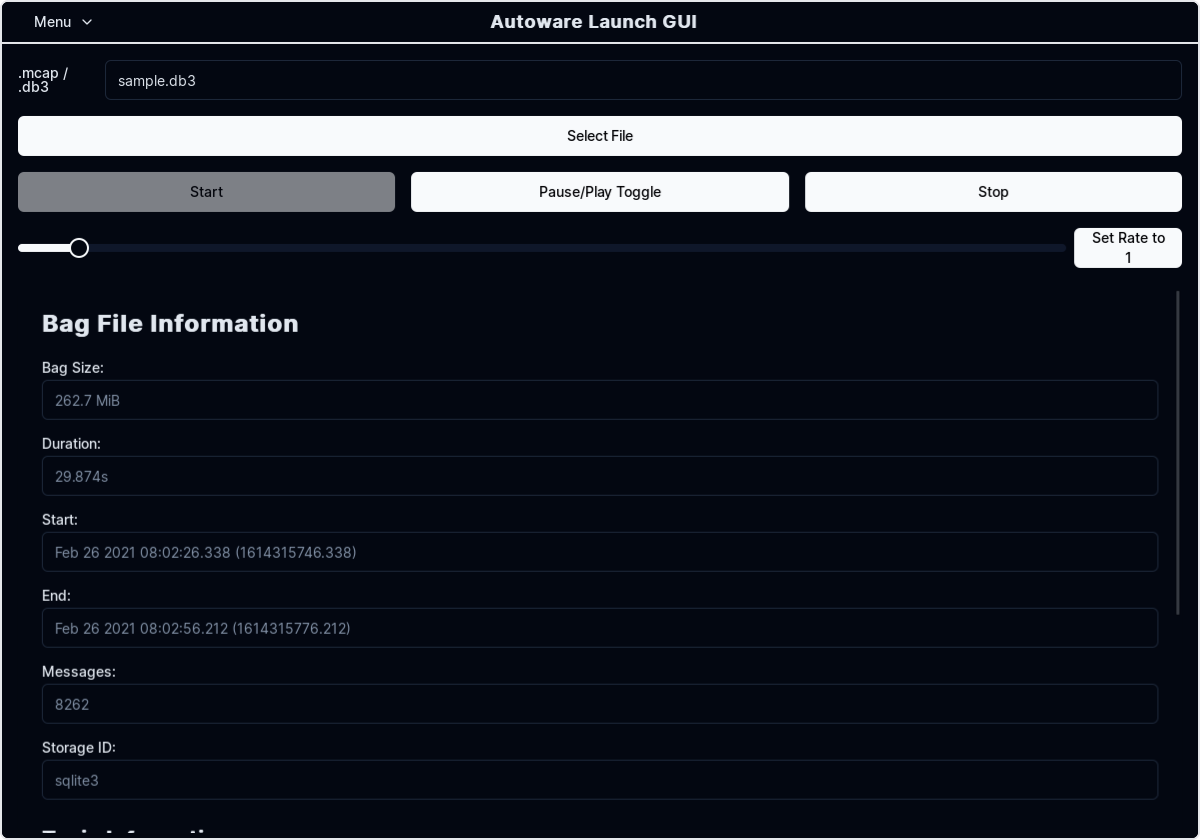 Menu
Autoware Launch GUI
.mcap /
.db3
sample.db3
Select File
Start
Pause/Play Toggle
Stop
Set Rate to
1
Bag File Information
Bag Size:
262.7 MiB
Duration:
29.874s
Start:
Feb 26 2021 08:02:26.338 (1614315746.338)
End:
Feb 26 2021 08:02:56.212 (1614315776.212)
Messages:
8262
Storage ID:
sqlite3